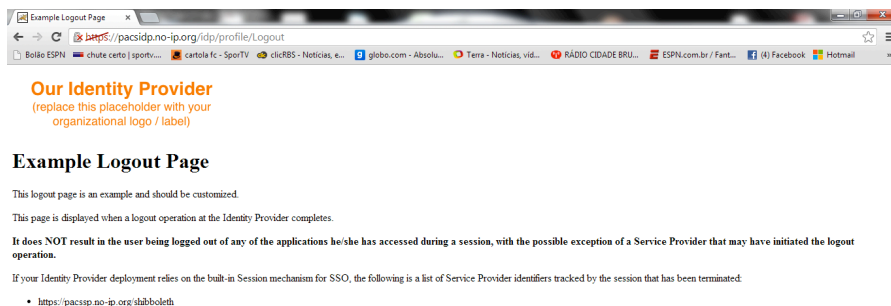 Example Logout Page
https://pacsidp.no-ip.org/idp/profile/Logout
Bolão ESPN chute certo | sportv.... cartola fc - SporTV clicRBS - Notícias, e... globo.com - Absolu... Terra - Notícias, víd... RÁDIO CIDADE BRU... ESPN.com.br / Fant... (4) Facebook Hotmail »
Our Identity Provider
(replace this placeholder with your
organizational logo / label)
Example Logout Page
This logout page is an example and should be customized.
This page is displayed when a logout operation at the Identity Provider completes.
It does NOT result in the user being logged out of any of the applications he/she has accessed during a session, with the possible exception of a Service Provider that may have initiated the logout
operation.
If your Identity Provider deployment relies on the built-in Session mechanism for SSO, the following is a list of Service Provider identifiers tracked by the session that has been terminated:
• https://pacssp.no-ip.org/shibboleth